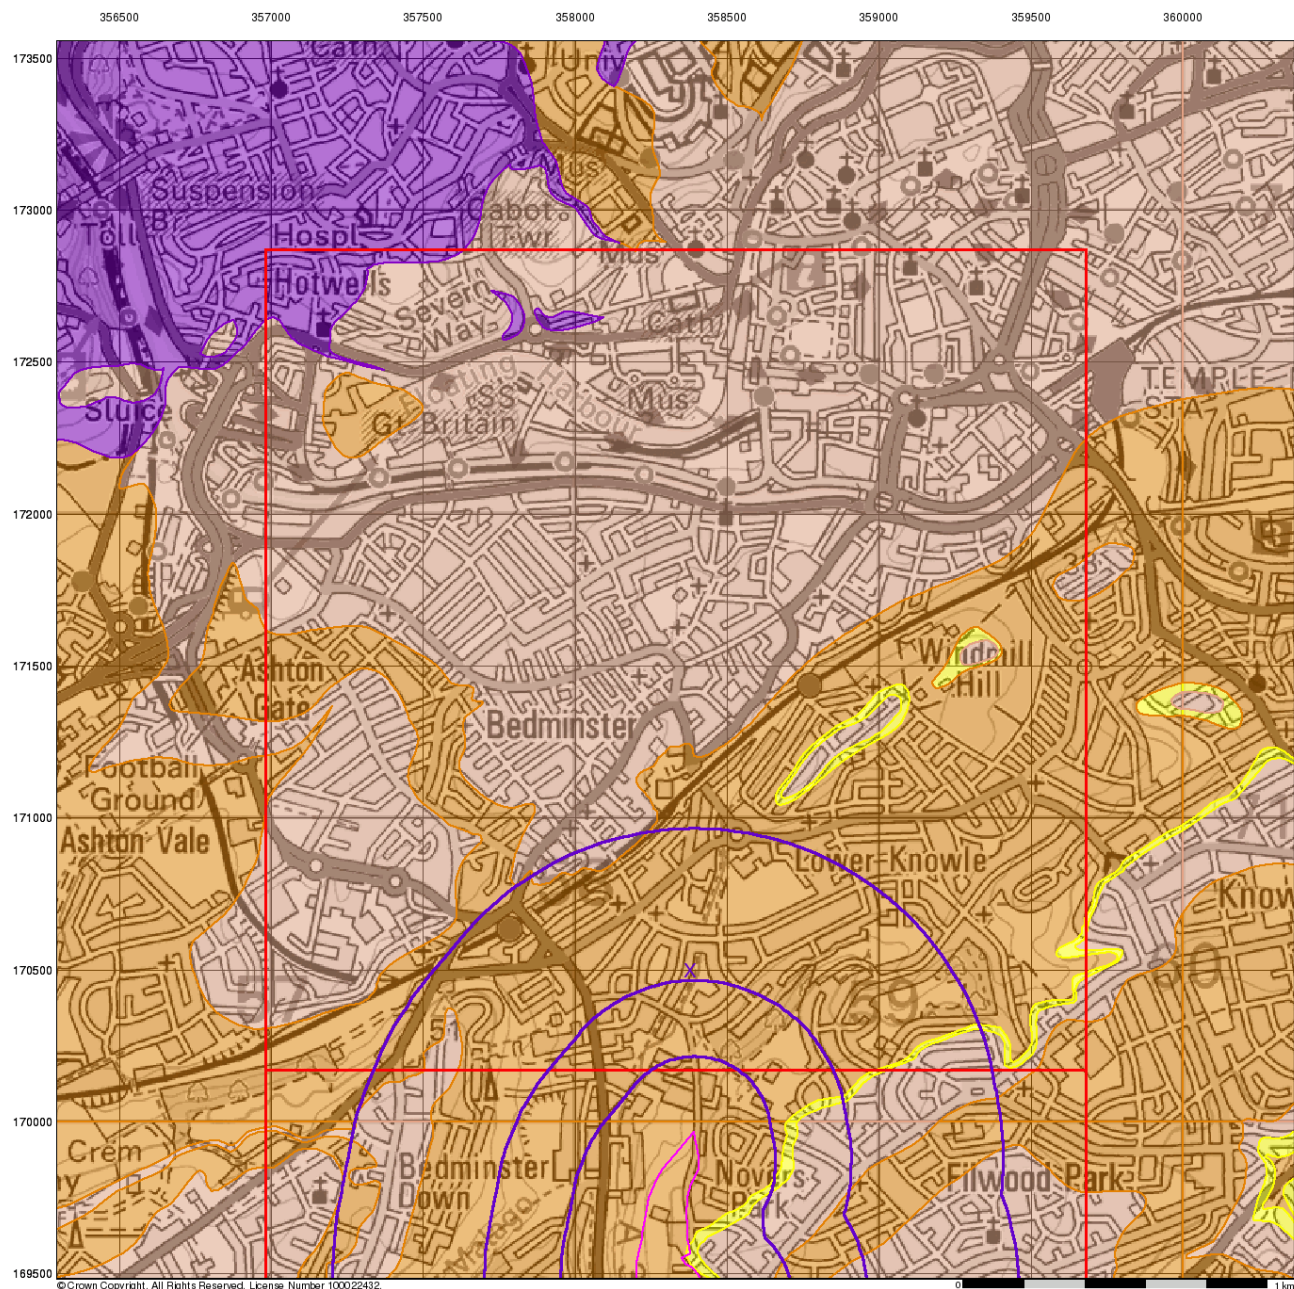 356500 357000 357500 358000 358500 359000 359500 360000
173500
Cath
Univ
Mus
Suspension
Br
173000
Cabot's
Twr
Toll
Hospl
Mus
Hotwells
Severn
Way
Cath
172500
TEMPLE
STA
Sluice
SS
Mus
Gt Britain
172000
Ashton
Gate
171500
Windmill
Hill
Bedminster
Football
Ground
171000
Ashton Vale
71
Lower Knowle
Know
170500
57
59
60
51
170000
Crem
y
Bedminster
Down
Novers
Park
Filwood Park
169500
© Crown Copyright. All Rights Reserved. License Number 100022432.
0 1 km